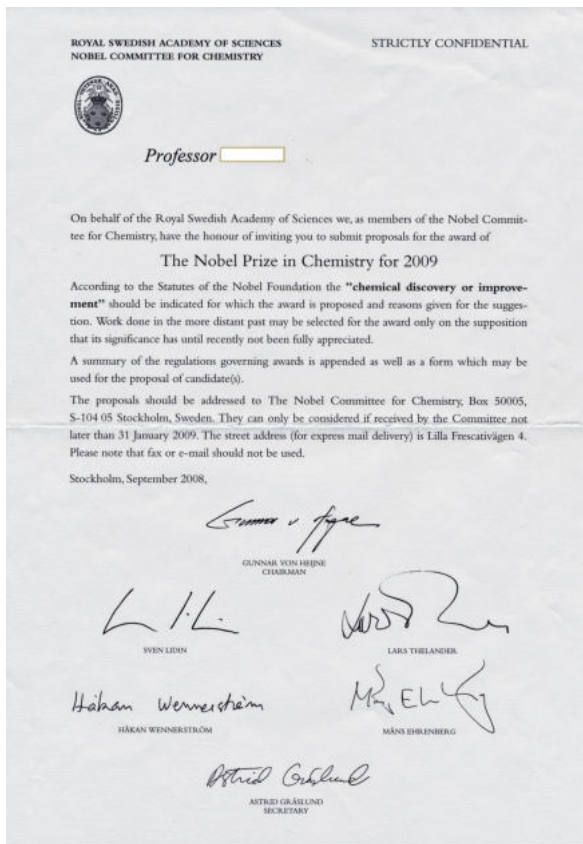 ROYAL SWEDISH ACADEMY OF SCIENCES
NOBEL COMMITTEE FOR CHEMISTRY
STRICTLY CONFIDENTIAL
Professor
On behalf of the Royal Swedish Academy of Sciences we, as members of the Nobel Commit-
tee for Chemistry, have the honour of inviting you to submit proposals for the award of
The Nobel Prize in Chemistry for 2009
According to the Statutes of the Nobel Foundation the "chemical discovery or improve-
ment" should be indicated for which the award is proposed and reasons given for the sugges-
tion. Work done in the more distant past may be selected for the award only on the supposition
that its significance has until recently not been fully appreciated.
A summary of the regulations governing awards is appended as well as a form which may be
used for the proposal of candidate(s).
The proposals should be addressed to The Nobel Committee for Chemistry, Box 50005,
S-104 05 Stockholm, Sweden. They can only be considered if received by the Committee not
later than 31 January 2009. The street address (for express mail delivery) is Lilla Frescativägen 4.
Please note that fax or e-mail should not be used.
Stockholm, September 2008,
Gunnar v Heijne
GUNNAR VON HEIJNE
CHAIRMAN
SVEN LIDIN
LARS THELANDER
Håkan Wennerström
HÅKAN WENNERSTRÖM
MÅNS EHRENBERG
Astrid Gräslund
ASTRID GRÄSLUND
SECRETARY